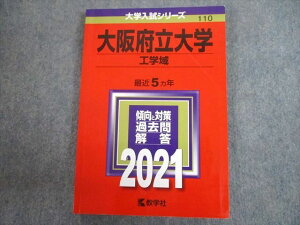 大学入試シリーズ 110
大阪府立大学
工学域
最近5ヵ年
傾向と対策
過去問
解答
2021
教学社